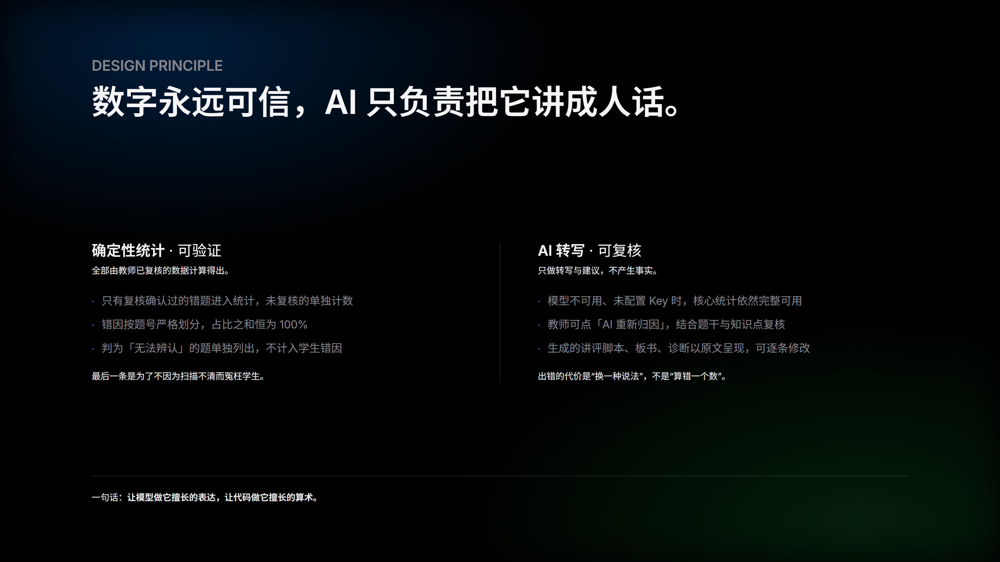 DESIGN PRINCIPLE
数字永远可信，AI 只负责把它讲成人话。
确定性统计 · 可验证
全部由教师已复核的数据计算得出。
· 只有复核确认过的错题进入统计，未复核的单独计数
· 错因按题号严格划分，占比之和恒为 100%
· 判为「无法辨认」的题单独列出，不计入学生错因
最后一条是为了不因为扫描不清而冤枉学生。
AI 转写 · 可复核
只做转写与建议，不产生事实。
· 模型不可用、未配置 Key 时，核心统计依然完整可用
· 教师可点「AI 重新归因」，结合题干与知识点复核
· 生成的讲评脚本、板书、诊断以原文呈现，可逐条修改
出错的代价是“换一种说法”，不是“算错一个数”。
一句话：让模型做它擅长的表达，让代码做它擅长的算术。